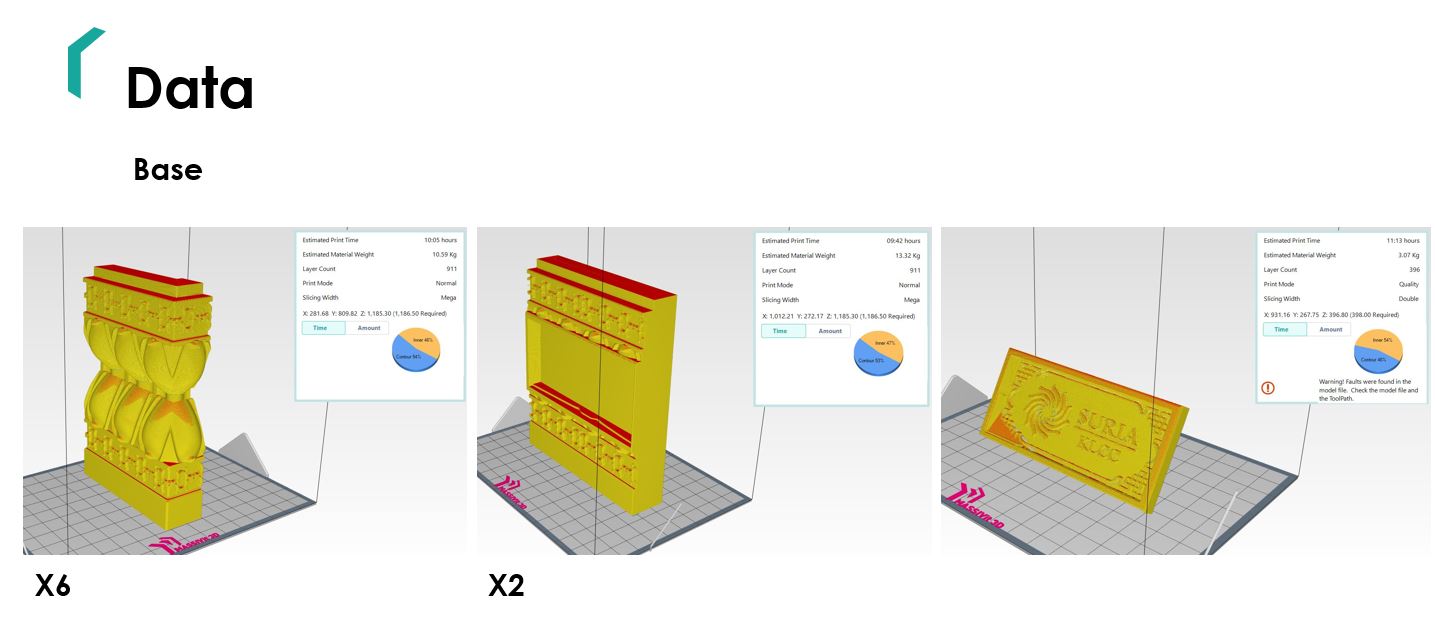 Data
Base
Estimated Print Time 10:05 hours
Estimated Material Weight 10.59 Kg
Layer Count 911
Print Mode Normal
Slicing Width Mega
X: 281.68 Y: 809.82 Z: 1,185.30 (1,186.50 Required)
Time Amount
Inner 46%
Contour 54%
MASSIVit 3D
X6
Estimated Print Time 09:42 hours
Estimated Material Weight 13.32 Kg
Layer Count 911
Print Mode Normal
Slicing Width Mega
X: 1,012.21 Y: 272.17 Z: 1,185.30 (1,186.50 Required)
Time Amount
Inner 47%
Contour 53%
MASSIVit 3D
X2
Estimated Print Time 11:13 hours
Estimated Material Weight 3.07 Kg
Layer Count 396
Print Mode Quality
Slicing Width Double
X: 931.16 Y: 267.75 Z: 396.80 (398.00 Required)
Time Amount
Inner 54%
Contour 46%
Warning! Faults were found in the
model file. Check the model file and
the ToolPath.
SURIA
KLCC
MASSIVit 3D